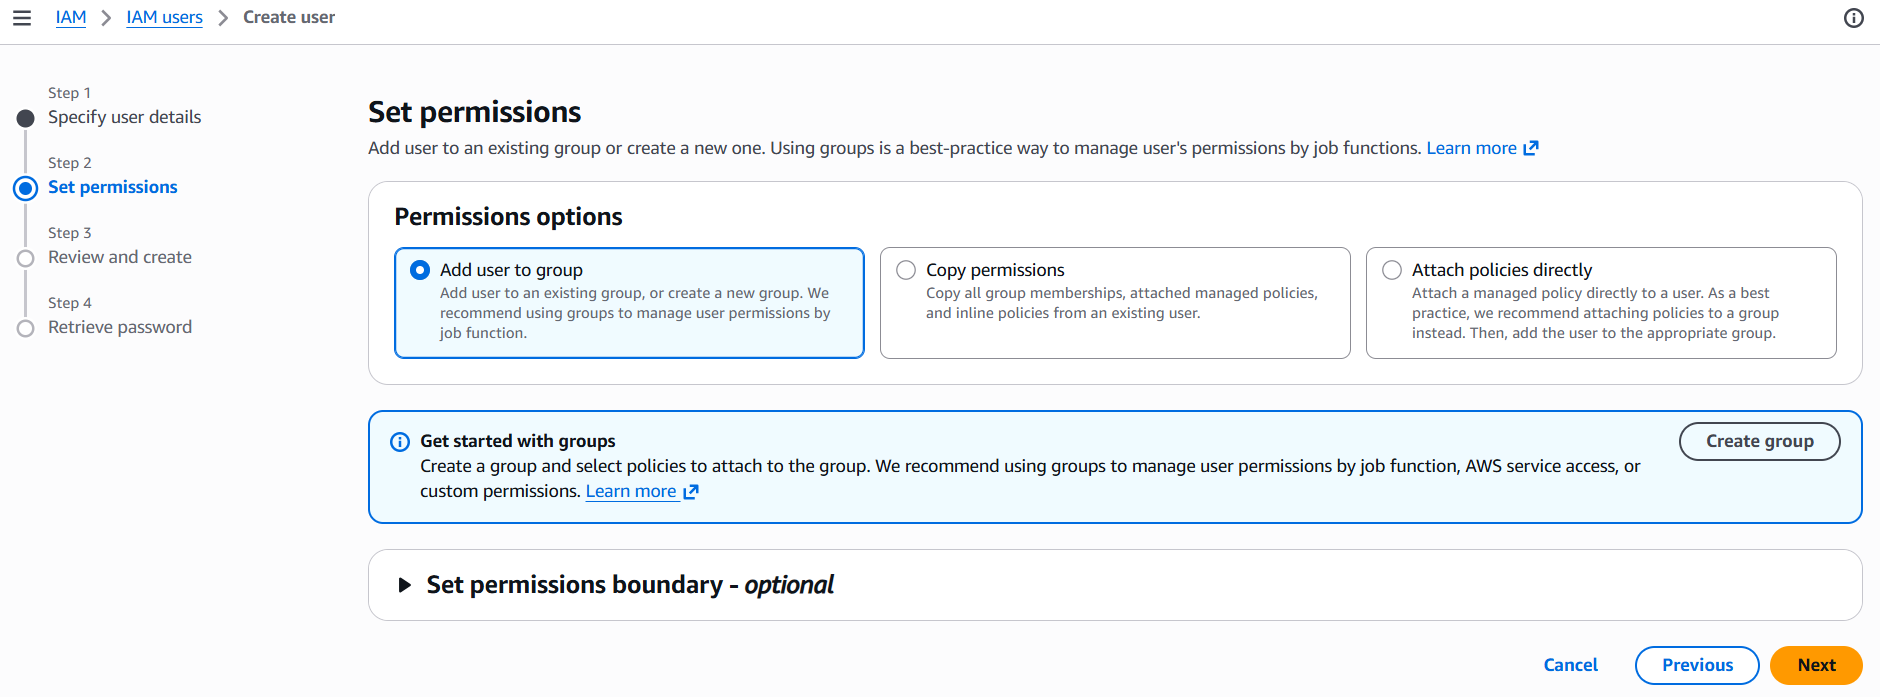 IAM > IAM users > Create user
Step 1
Specify user details
Step 2
Set permissions
Step 3
Review and create
Step 4
Retrieve password
Set permissions
Add user to an existing group or create a new one. Using groups is a best-practice way to manage user's permissions by job functions. Learn more
Permissions options
Add user to group
Add user to an existing group, or create a new group. We
recommend using groups to manage user permissions by
job function.
Copy permissions
Copy all group memberships, attached managed policies,
and inline policies from an existing user.
Attach policies directly
Attach a managed policy directly to a user. As a best
practice, we recommend attaching policies to a group
instead. Then, add the user to the appropriate group.
Get started with groups
Create a group and select policies to attach to the group. We recommend using groups to manage user permissions by job function, AWS service access, or
custom permissions. Learn more
Create group
Set permissions boundary - optional
Cancel
Previous
Next